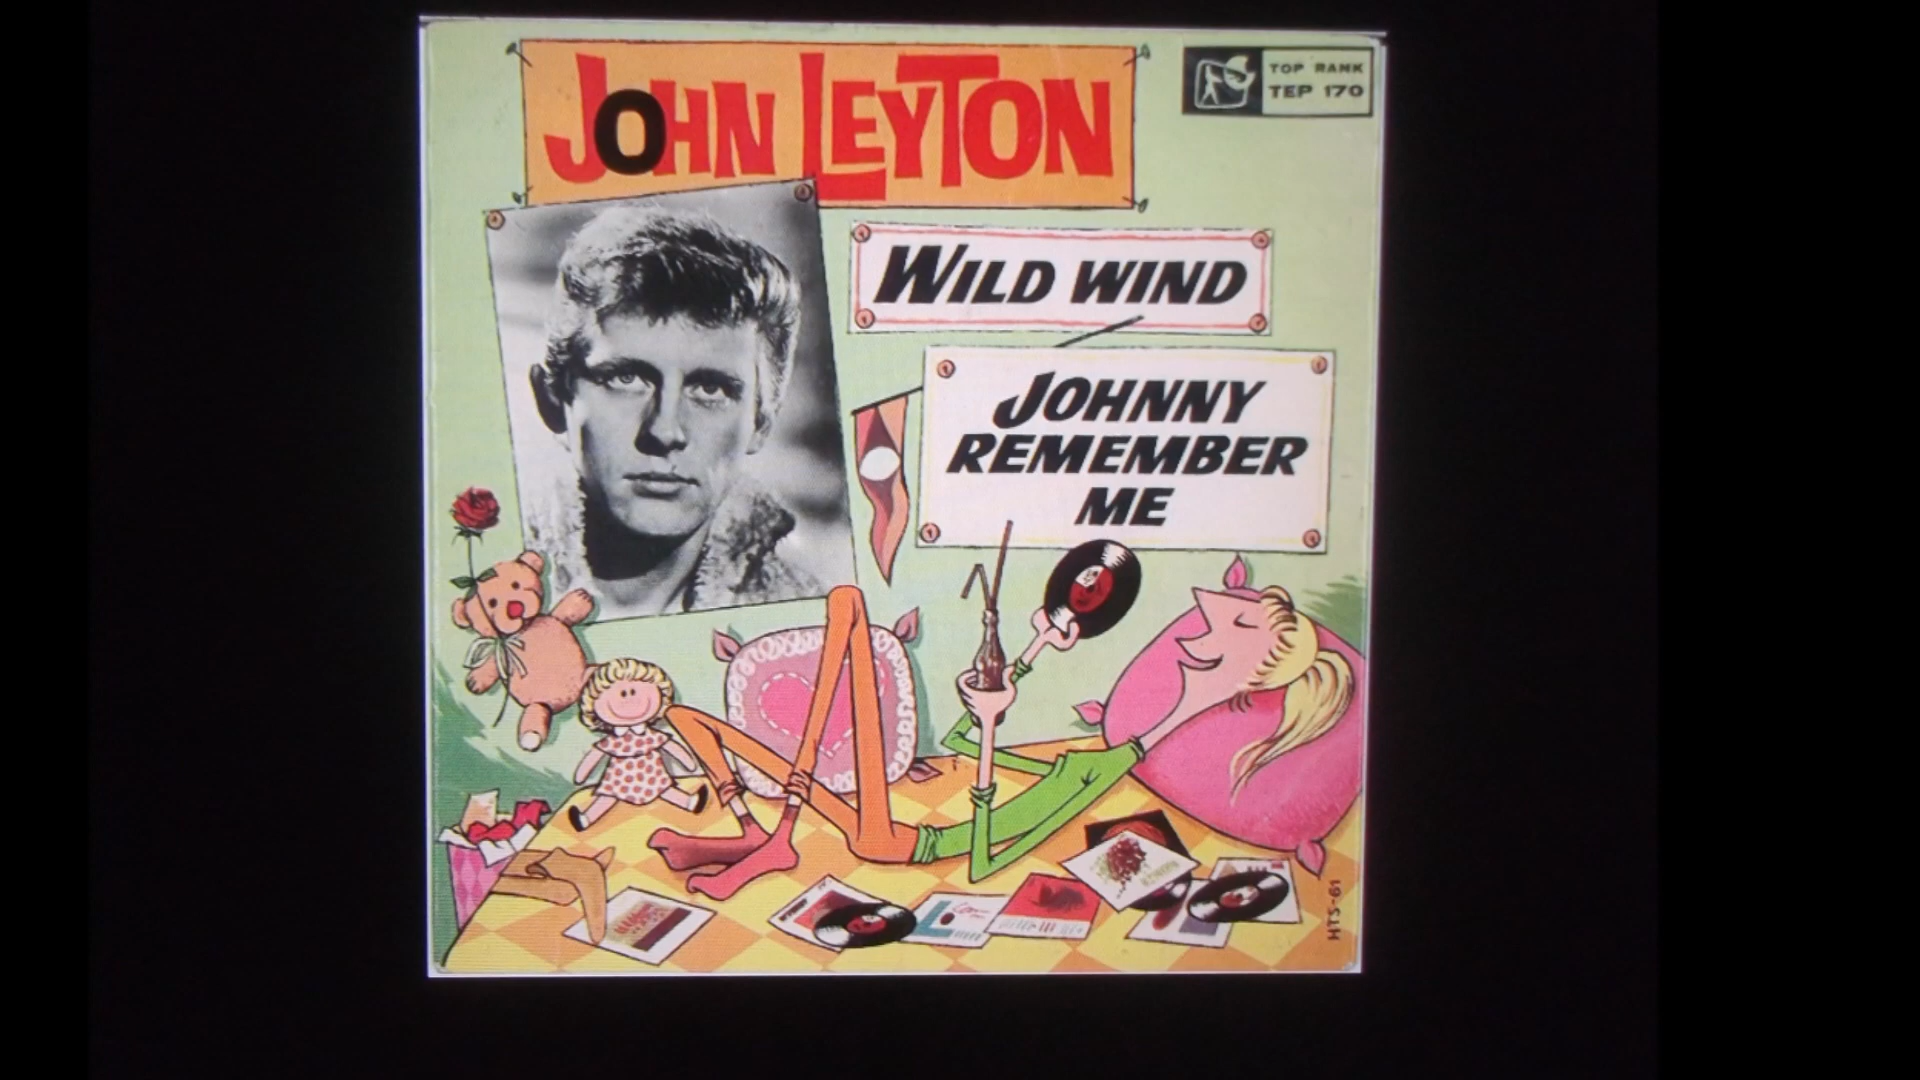 JOHN LEYTON
TOP RANK
TEP 170
WILD WIND
JOHNNY
REMEMBER
ME
HTS-61